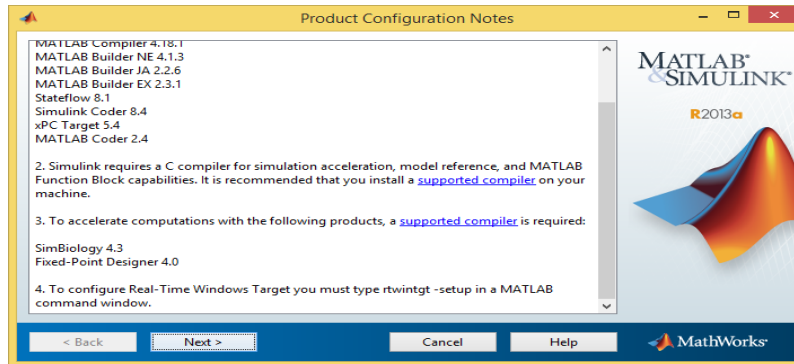 Product Configuration Notes
MATLAB Compiler 4.18.1
MATLAB Builder NE 4.1.3
MATLAB Builder JA 2.2.6
MATLAB Builder EX 2.3.1
Stateflow 8.1
Simulink Coder 8.4
xPC Target 5.4
MATLAB Coder 2.4
2. Simulink requires a C compiler for simulation acceleration, model reference, and MATLAB
Function Block capabilities. It is recommended that you install a supported compiler on your
machine.
3. To accelerate computations with the following products, a supported compiler is required:
SimBiology 4.3
Fixed-Point Designer 4.0
4. To configure Real-Time Windows Target you must type rtwintgt -setup in a MATLAB
command window.
MATLAB®
&SIMULINK®
R2013a
< Back
Next >
Cancel
Help
MathWorks®